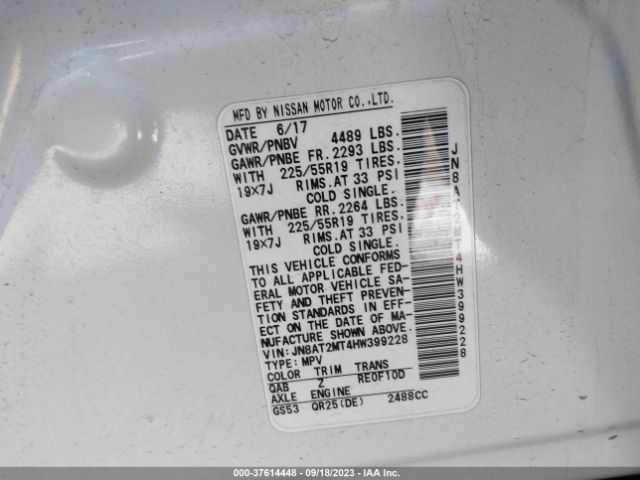 MFD BY NISSAN MOTOR CO.,LTD.
DATE 6/17
GVWR/PNBV 4489 LBS.
GAWR/PNBE FR. 2293 LBS.
WITH 225/55R19 TIRES,
19X7J RIMS.AT 33 PSI
COLD SINGLE.
GAWR/PNBE RR. 2264 LBS.
WITH 225/55R19 TIRES,
19X7J RIMS.AT 33 PSI
COLD SINGLE.
THIS VEHICLE CONFORMS
TO ALL APPLICABLE FED-
ERAL MOTOR VEHICLE SA-
FETY AND THEFT PREVEN-
TION STANDARDS IN EFF-
ECT ON THE DATE OF MA-
NUFACTURE SHOWN ABOVE.
VIN: JN8AT2MT4HW399228
TYPE: MPV
COLOR TRIM TRANS
QAB Z RE0F10D
AXLE ENGINE
GS53 QR25(DE) 2488CC
JN8AT2MT4HW399228
000-37614448 - 09/18/2023 - IAA Inc.